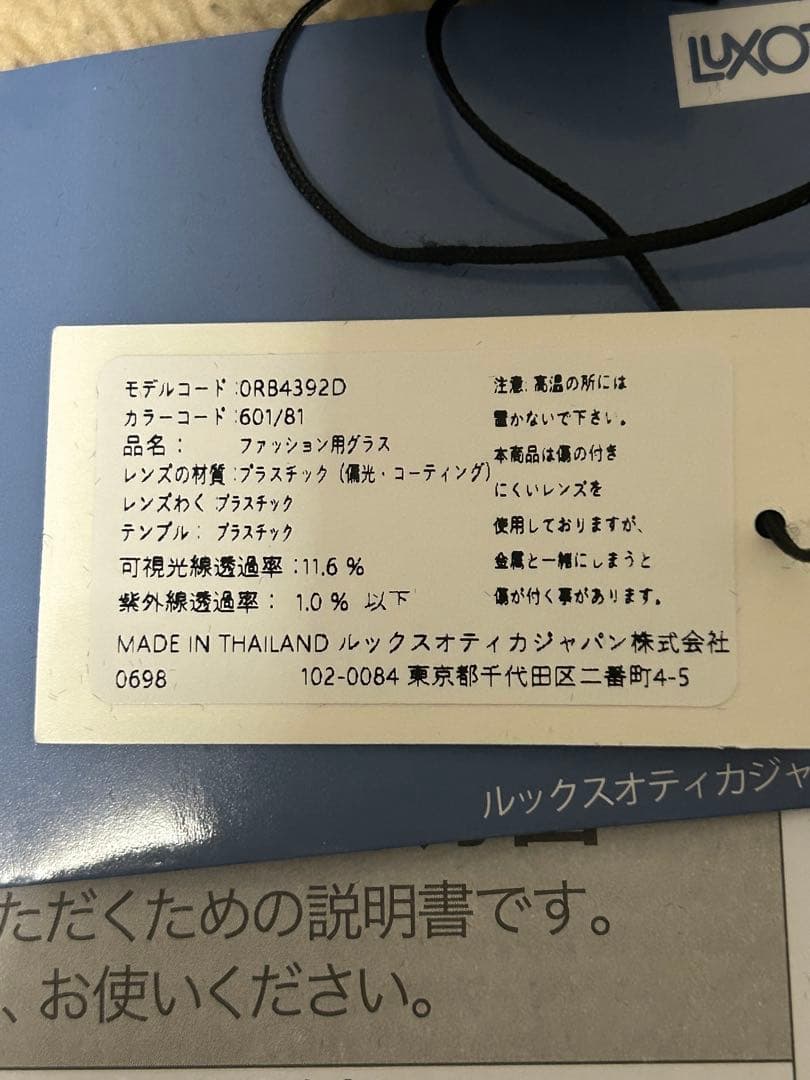 LUXOT
モデルコード:0RB4392D
カラーコード:601/81
品名: ファッション用グラス
レンズの材質:プラスチック(偏光・コーティング)
レンズわく:プラスチック
テンプル: プラスチック
可視光線透過率:11.6 %
紫外線透過率: 1.0 % 以下
注意:高温の所には
置かないで下さい。
本商品は傷の付き
にくいレンズを
使用しておりますが、
金属と一緒にしまうと
傷が付く事があります。
MADE IN THAILAND ルックスオティカジャパン株式会社
0698 102-0084 東京都千代田区二番町4-5
ルックスオティカジャ
ただくための説明書です。
、お使いください。